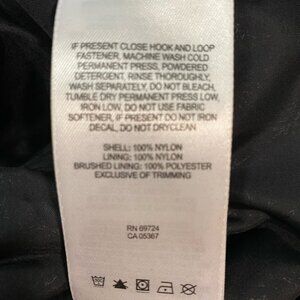 IF PRESENT CLOSE HOOK AND LOOP
FASTENER, MACHINE WASH COLD
PERMANENT PRESS, POWDERED
DETERGENT, RINSE THOROUGHLY,
WASH SEPARATELY, DO NOT BLEACH,
TUMBLE DRY PERMANENT PRESS LOW,
IRON LOW, DO NOT USE FABRIC
SOFTENER, IF PRESENT DO NOT IRON
DECAL, DO NOT DRYCLEAN
SHELL: 100% NYLON
LINING: 100% NYLON
BRUSHED LINING: 100% POLYESTER
EXCLUSIVE OF TRIMMING
RN 69724
CA 05367